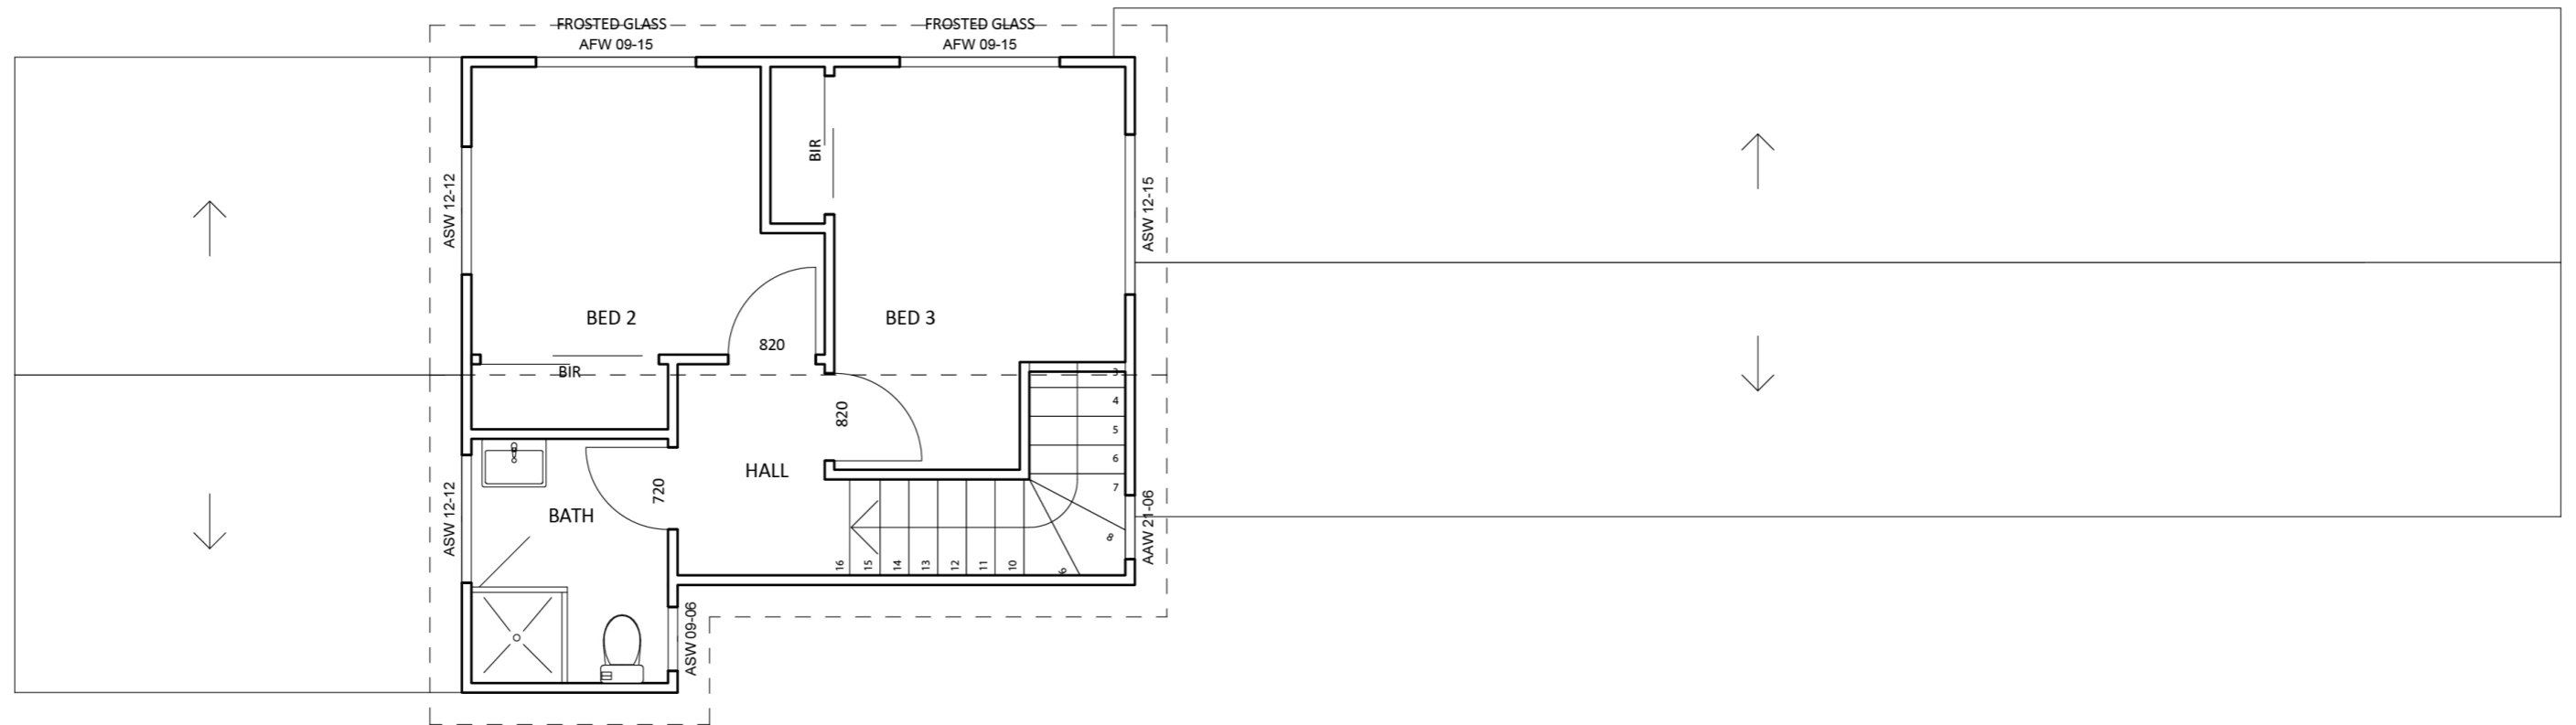 FROSTED GLASS
AFW 09-15
FROSTED GLASS
AFW 09-15
ASW 12-12
BIR
ASW 12-15
BED 2
BED 3
820
BIR
820
3
4
5
6
7
8
9
10
11
12
13
14
15
16
HALL
720
BATH
ASW 12-12
AAW 21-06
ASW 09-06